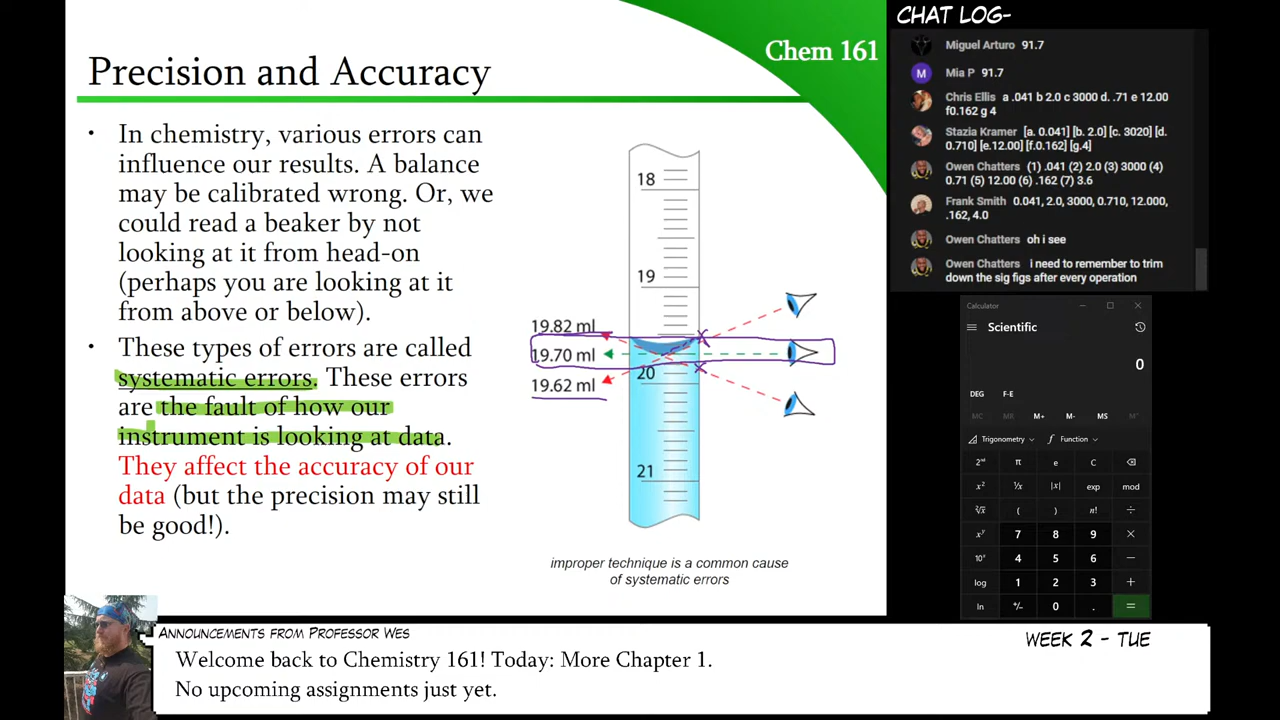 Precision and Accuracy
Chem 161
• In chemistry, various errors can
influence our results. A balance
may be calibrated wrong. Or, we
could read a beaker by not
looking at it from head-on
(perhaps you are looking at it
from above or below).
• These types of errors are called
systematic errors. These errors
are the fault of how our
instrument is looking at data.
They affect the accuracy of our
data (but the precision may still
be good!).
18
19
19.82 ml
19.70 ml
20
19.62 ml
21
improper technique is a common cause
of systematic errors
CHAT LOG-
Miguel Arturo 91.7
M Mia P 91.7
Chris Ellis a .041 b 2.0 c 3000 d. .71 e 12.00
f0.162 g 4
Stazia Kramer [a. 0.041] [b. 2.0] [c. 3020] [d.
0.710] [e.12.00] [f.0.162] [g.4]
Owen Chatters (1) .041 (2) 2.0 (3) 3000 (4)
0.71 (5) 12.00 (6) .162 (7) 3.6
Frank Smith 0.041, 2.0, 3000, 0.710, 12.000,
.162, 4.0
Owen Chatters oh i see
Owen Chatters i need to remember to trim
down the sig figs after every operation
Calculator
Scientific
0
DEG F-E
MC MR M+ M- MS M˅
Trigonometry Function
2ⁿᵈ π e C
x² ¹/x |x| exp mod
²√x ( ) n! ÷
xʸ 7 8 9 ×
10ˣ 4 5 6 −
log 1 2 3 +
ln +/- 0 . =
ANNOUNCEMENTS FROM PROFESSOR WES
WEEK 2 - TUE
Welcome back to Chemistry 161! Today: More Chapter 1.
No upcoming assignments just yet.